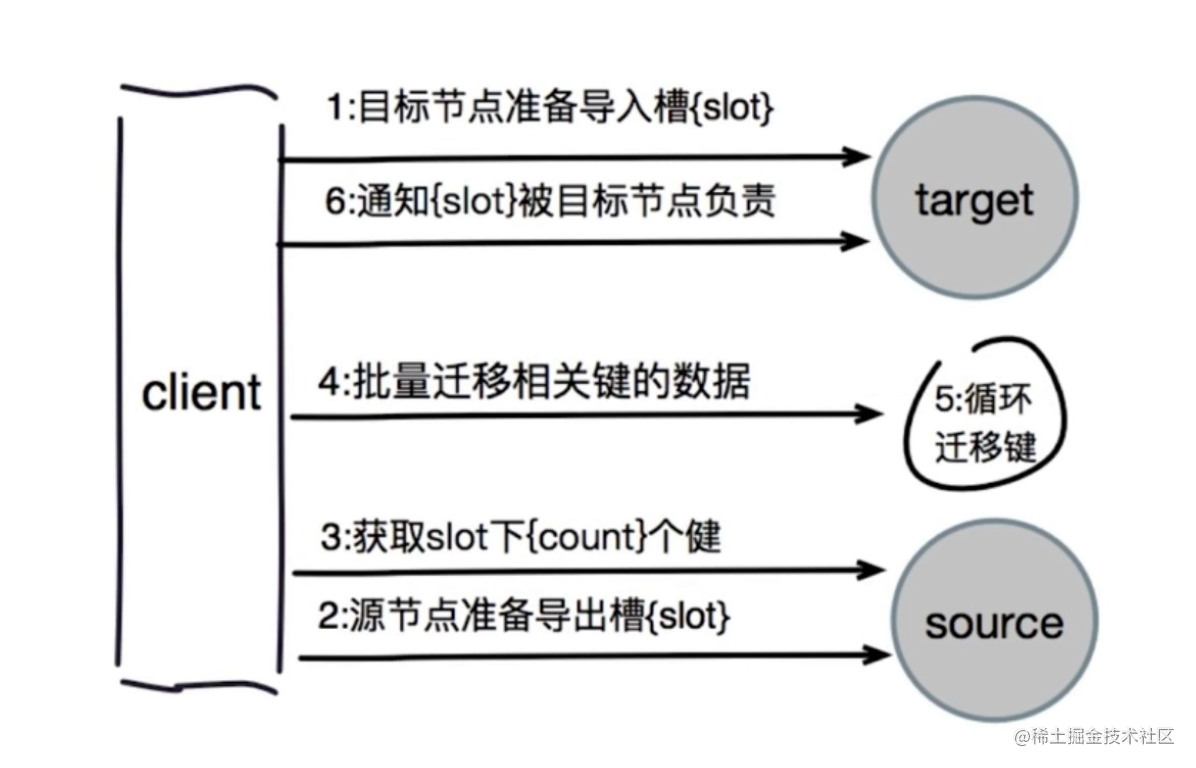 1:目标节点准备导入槽{slot}
6:通知{slot}被目标节点负责
target
client
4:批量迁移相关键的数据
5:循环
迁移键
3:获取slot下{count}个健
2:源节点准备导出槽{slot}
source
@稀土掘金技术社区